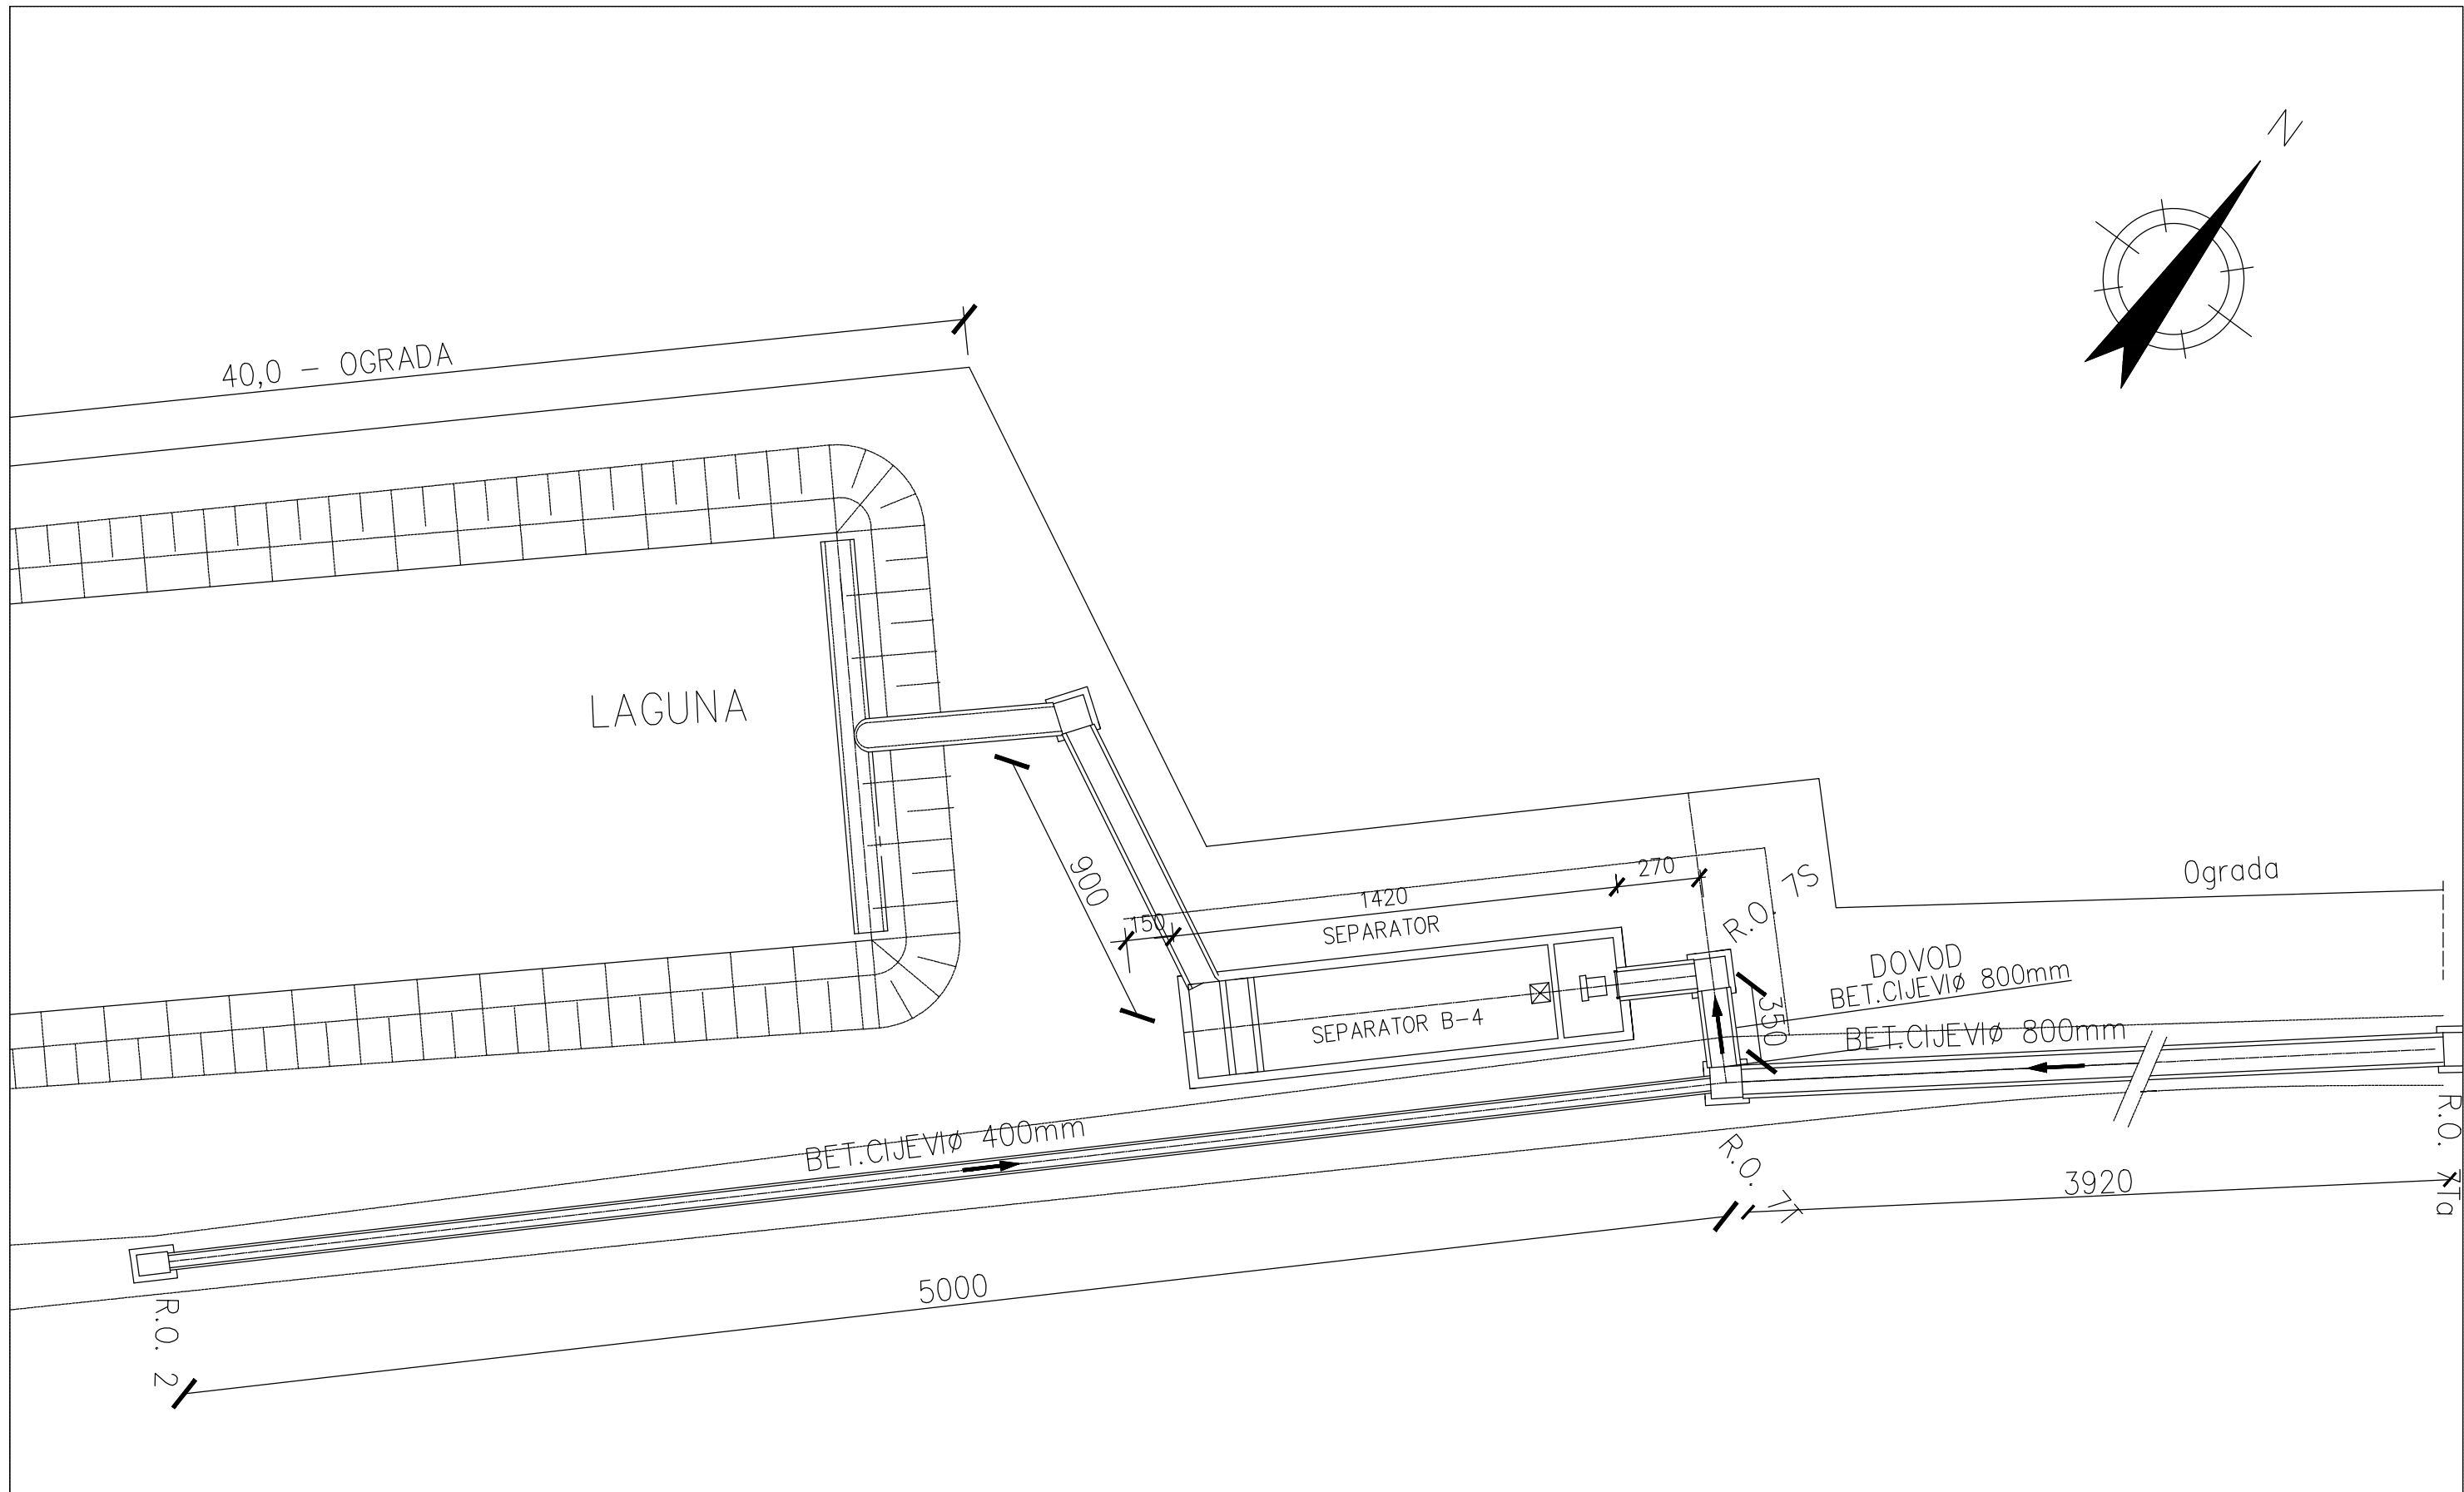 N
40,0 - OGRADA
LAGUNA
900
150
1420
270
SEPARATOR
SEPARATOR B-4
R.O. 7S
Ograda
DOVOD
BET.CIJEVIØ 800mm
350
BET.CIJEVIØ 800mm
BET.CIJEVIØ 400mm
R.O. 7T
3920
R.O. 7Ta
5000
R.O. 2